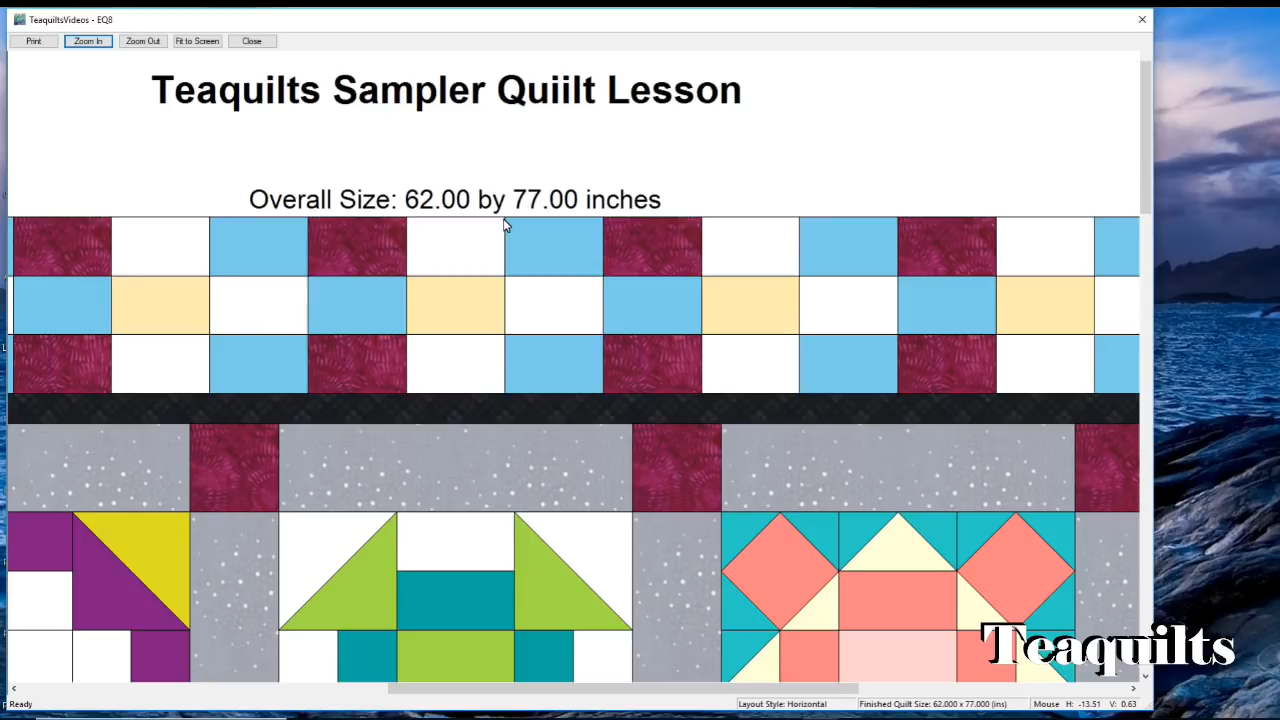 TeaquiltsVideos - EQ8
Print
Zoom In
Zoom Out
Fit to Screen
Close
Teaquilts Sampler Quiilt Lesson
Overall Size: 62.00 by 77.00 inches
Teaquilts
Ready
Layout Style: Horizontal
Finished Quilt Size: 62.000 x 77.000 (ins)
Mouse H: -13.51 V: 0.63